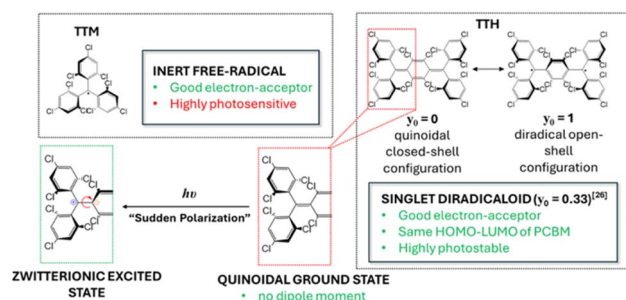 TTM
INERT FREE-RADICAL
• Good electron-acceptor
• Highly photosensitive
TTH
y₀ = 0
quinoidal
closed-shell
configuration
y₀ = 1
diradical open-
shell
configuration
SINGLET DIRADICALOID (y₀ = 0.33)[26]
• Good electron-acceptor
• Same HOMO-LUMO of PCBM
• Highly photostable
hυ
“Sudden Polarization”
ZWITTERIONIC EXCITED
STATE
QUINOIDAL GROUND STATE
• no dipole moment